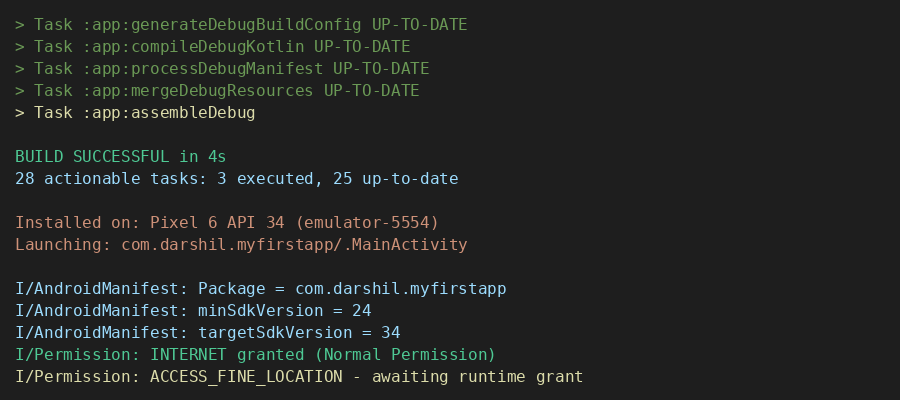 > Task :app:generateDebugBuildConfig UP-TO-DATE
> Task :app:compileDebugKotlin UP-TO-DATE
> Task :app:processDebugManifest UP-TO-DATE
> Task :app:mergeDebugResources UP-TO-DATE
> Task :app:assembleDebug
BUILD SUCCESSFUL in 4s
28 actionable tasks: 3 executed, 25 up-to-date
Installed on: Pixel 6 API 34 (emulator-5554)
Launching: com.darshil.myfirstapp/.MainActivity
I/AndroidManifest: Package = com.darshil.myfirstapp
I/AndroidManifest: minSdkVersion = 24
I/AndroidManifest: targetSdkVersion = 34
I/Permission: INTERNET granted (Normal Permission)
I/Permission: ACCESS_FINE_LOCATION - awaiting runtime grant